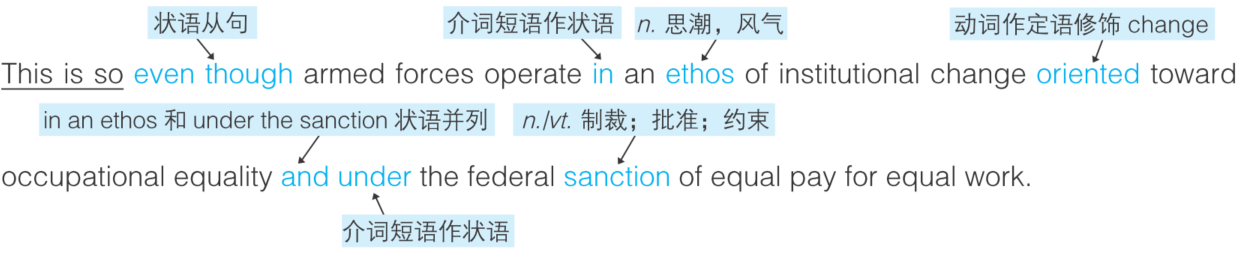 状语从句 介词短语作状语 n. 思潮，风气 动词作定语修饰 change
This is so even though armed forces operate in an ethos of institutional change oriented toward
in an ethos 和 under the sanction 状语并列 n./vt. 制裁；批准；约束
occupational equality and under the federal sanction of equal pay for equal work.
介词短语作状语